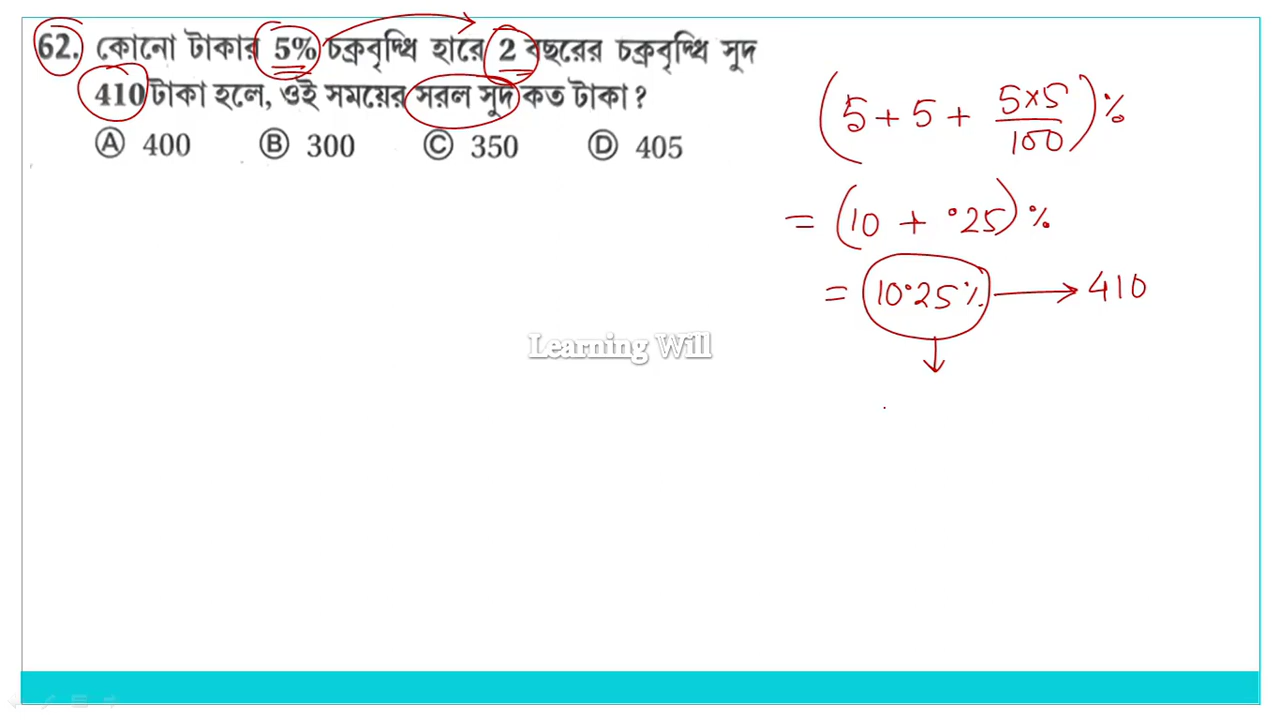 62. কোনো টাকার 5% চক্রবৃদ্ধি হারে 2 বছরের চক্রবৃদ্ধি সুদ
410 টাকা হলে, ওই সময়ের সরল সুদ কত টাকা?
Ⓐ 400 Ⓑ 300 Ⓒ 350 Ⓓ 405
(5 + 5 + 5×5/100)%
= (10 + ·25)%
= 10·25% → 410
Learning Will